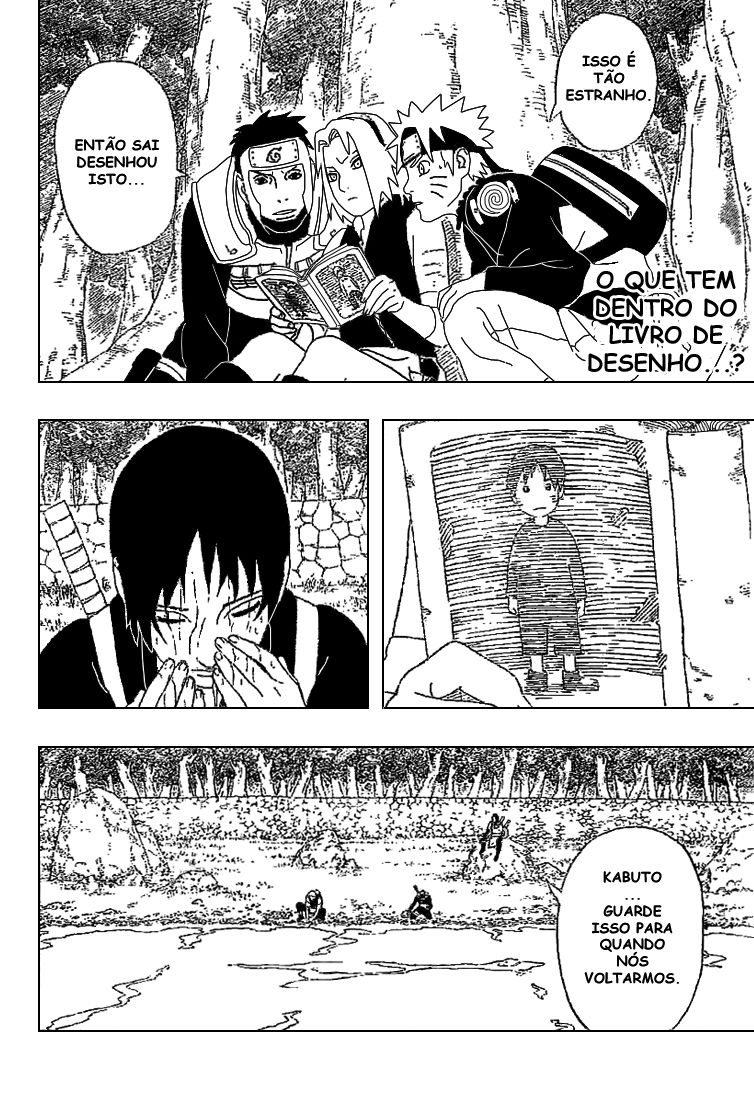 ISSO É
TÃO
ESTRANHO.
ENTÃO SAI
DESENHOU
ISTO...
O QUE TEM
DENTRO DO
LIVRO DE
DESENHO...?
KABUTO
...
GUARDE
ISSO PARA
QUANDO
NÓS
VOLTARMOS.